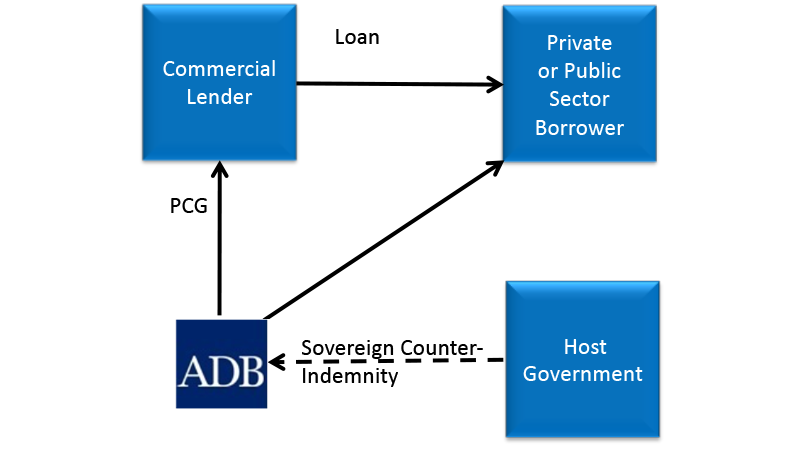 Loan
Commercial
Lender
Private
or Public
Sector
Borrower
PCG
ADB
Sovereign Counter-
Indemnity
Host
Government